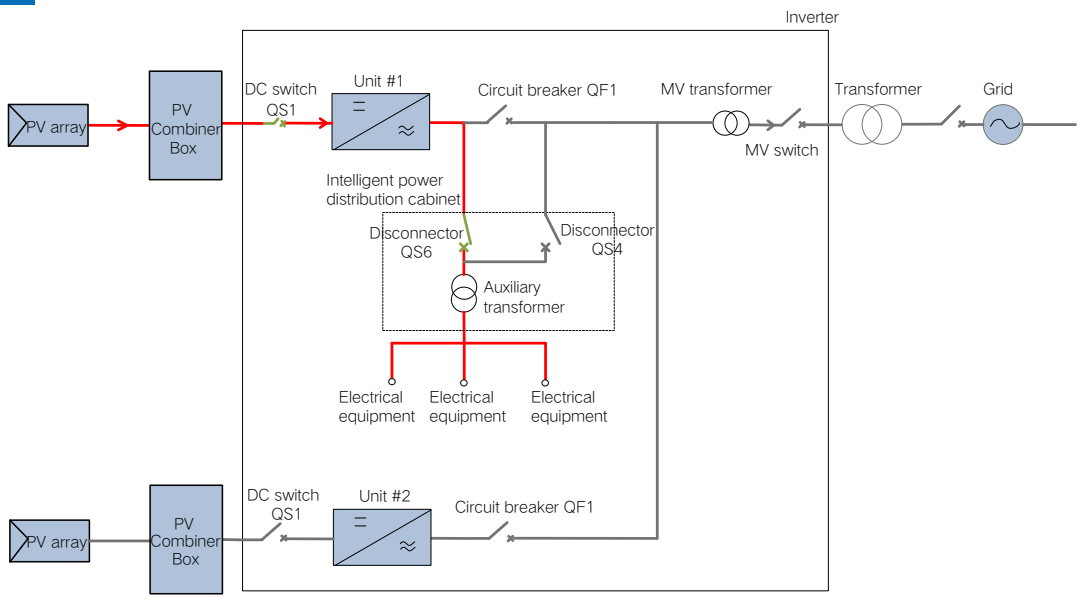 Inverter
PV array
PV
Combiner
Box
DC switch
QS1
Unit #1
Circuit breaker QF1
MV transformer
MV switch
Transformer
Grid
Intelligent power
distribution cabinet
Disconnector
QS6
Disconnector
QS4
Auxiliary
transformer
Electrical
equipment
Electrical
equipment
Electrical
equipment
PV array
PV
Combiner
Box
DC switch
QS1
Unit #2
Circuit breaker QF1